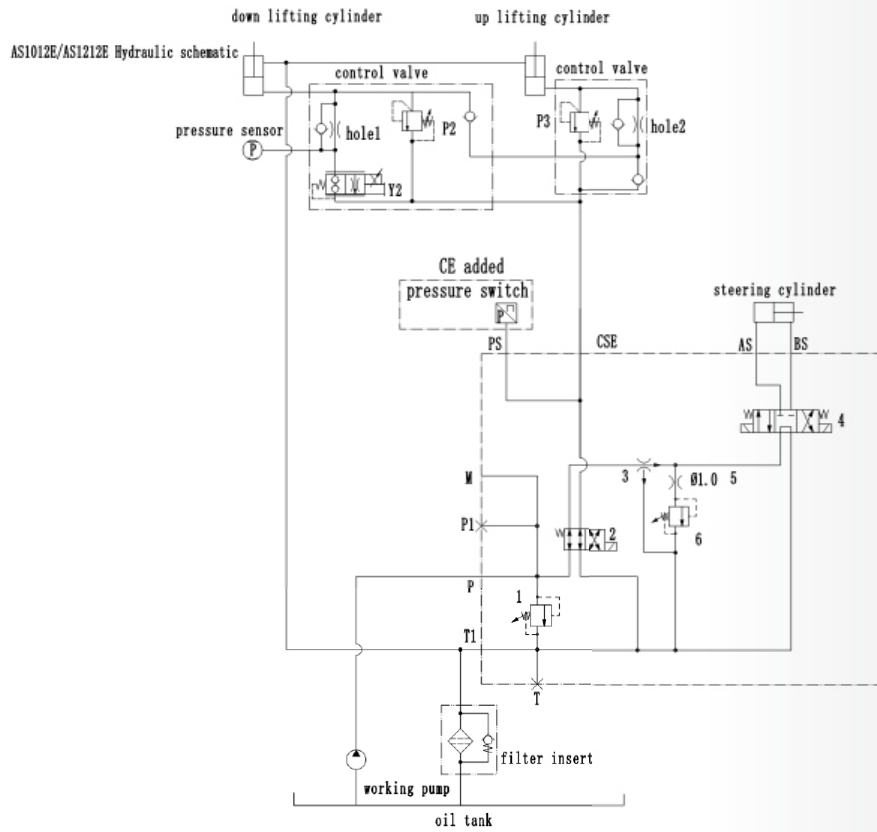 down lifting cylinder
up lifting cylinder
AS1012E/AS1212E Hydraulic schematic
control valve
control valve
pressure sensor
P
hole1
P2
P3
hole2
Y2
CE added
pressure switch
P
steering cylinder
PS
CSE
AS
BS
4
M
3
Ø1.0
5
P1
2
6
P
1
T1
T
filter insert
working pump
oil tank